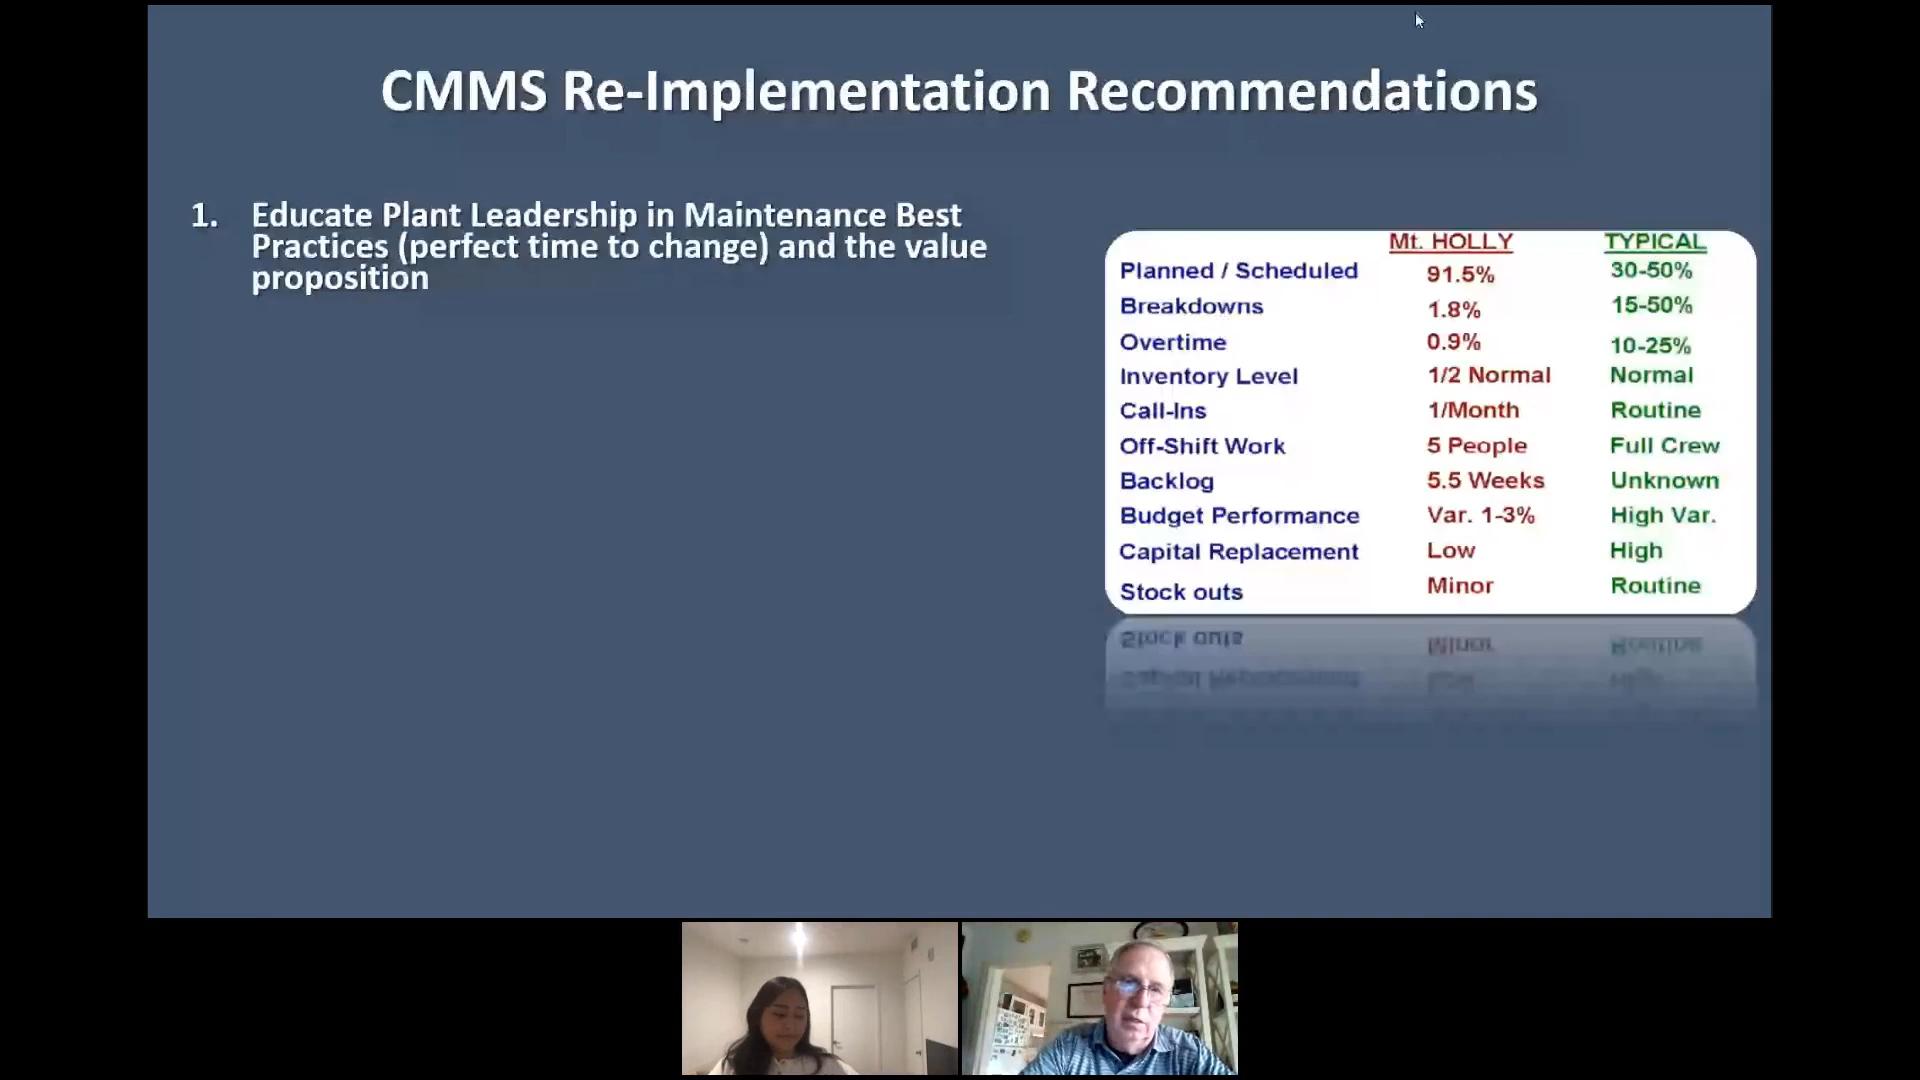 CMMS Re-Implementation Recommendations
1. Educate Plant Leadership in Maintenance Best
Practices (perfect time to change) and the value
proposition
Mt. HOLLY TYPICAL
Planned / Scheduled 91.5% 30-50%
Breakdowns 1.8% 15-50%
Overtime 0.9% 10-25%
Inventory Level 1/2 Normal Normal
Call-Ins 1/Month Routine
Off-Shift Work 5 People Full Crew
Backlog 5.5 Weeks Unknown
Budget Performance Var. 1-3% High Var.
Capital Replacement Low High
Stock outs Minor Routine